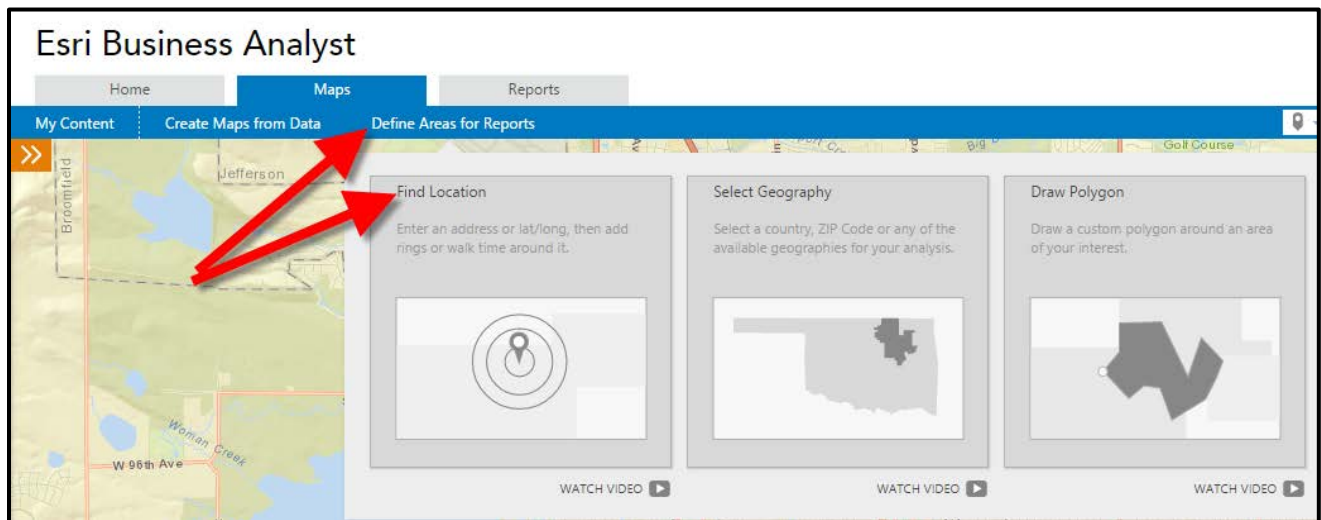 Esri Business Analyst
Home Maps Reports
My Content Create Maps from Data Define Areas for Reports
Golf Course
Broomfield
Jefferson
Find Location Select Geography Draw Polygon
Enter an address or lat/long, then add Select a country, ZIP Code or any of the Draw a custom polygon around an area
rings or walk time around it. available geographies for your analysis. of your interest.
Woman Creek
W 96th Ave
WATCH VIDEO WATCH VIDEO WATCH VIDEO